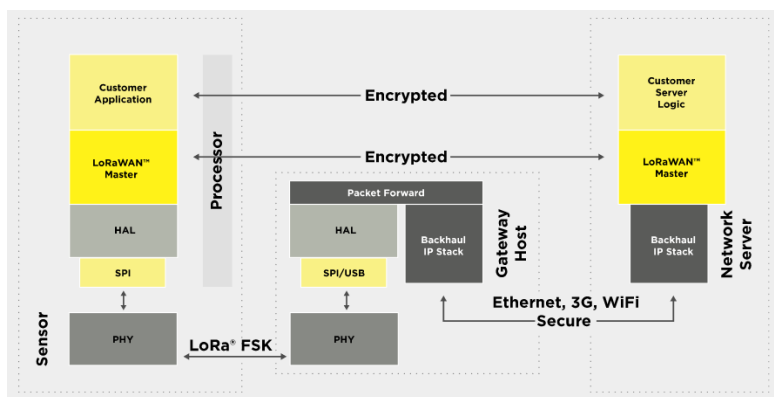 Customer
Application
LoRaWAN™
Master
HAL
SPI
PHY
Sensor
Processor
Encrypted
Encrypted
LoRa® FSK
Packet Forward
HAL
SPI/USB
PHY
Backhaul
IP Stack
Gateway
Host
Ethernet, 3G, WiFi
Secure
Customer
Server
Logic
LoRaWAN™
Master
Backhaul
IP Stack
Network
Server